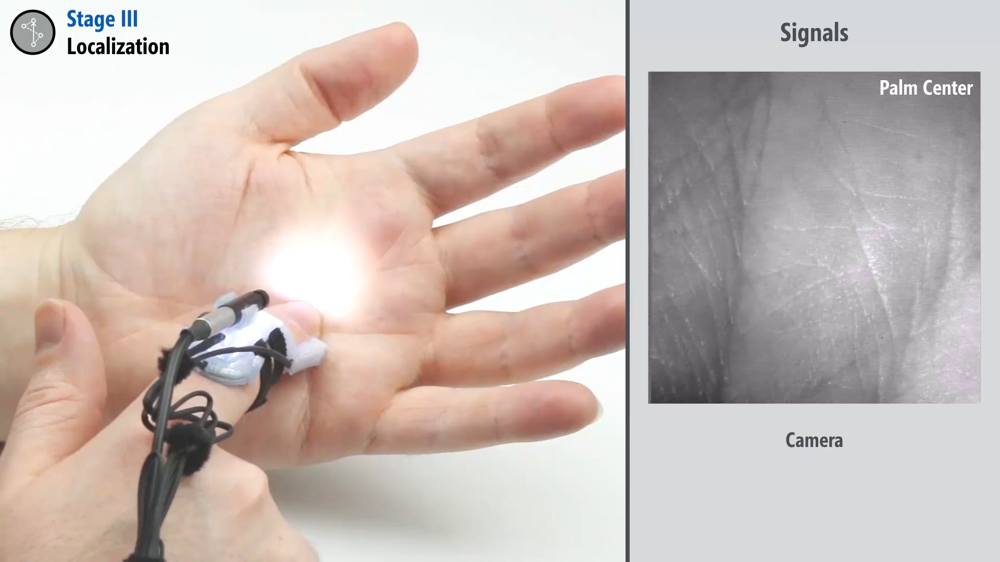 Stage III
Localization
Signals
Palm Center
Camera